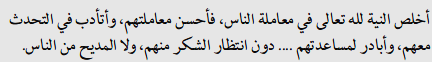 أخلص النية لله تعالى في معاملة الناس، فأحسن معاملتهم، وأتأدب في التحدث
معهم، وأبادر لمساعدتهم .... دون انتظار الشكر منهم، ولا المديح من الناس.